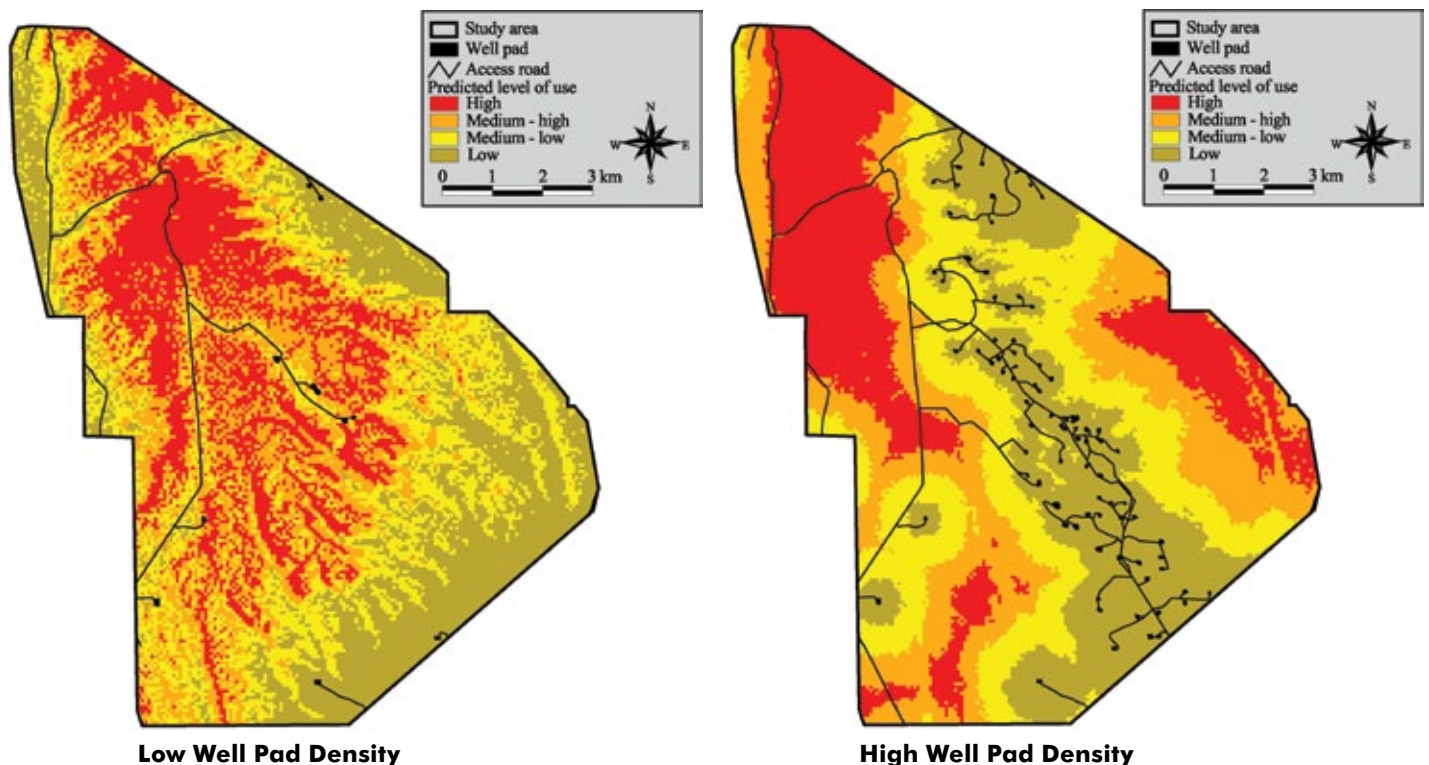 Study area
Well pad
Access road
Predicted level of use
High
Medium - high
Medium - low
Low
N
W E
S
0 1 2 3 km
Low Well Pad Density
Study area
Well pad
Access road
Predicted level of use
High
Medium - high
Medium - low
Low
N
W E
S
0 1 2 3 km
High Well Pad Density